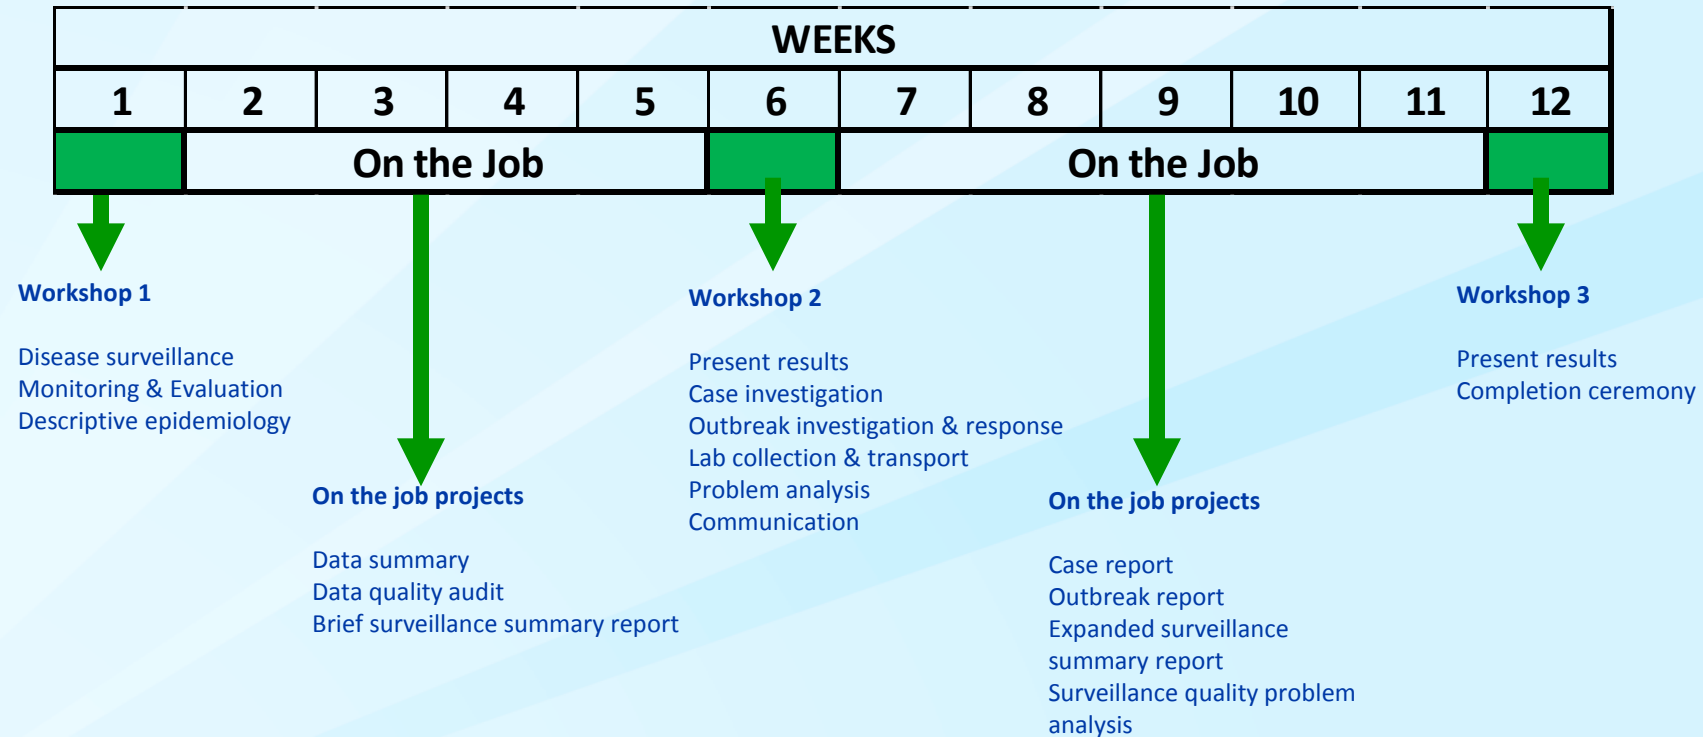 WEEKS
1 2 3 4 5 6 7 8 9 10 11 12
On the Job On the Job
Workshop 1
Disease surveillance
Monitoring & Evaluation
Descriptive epidemiology
On the job projects
Data summary
Data quality audit
Brief surveillance summary report
Workshop 2
Present results
Case investigation
Outbreak investigation & response
Lab collection & transport
Problem analysis
Communication
On the job projects
Case report
Outbreak report
Expanded surveillance
summary report
Surveillance quality problem
analysis
Workshop 3
Present results
Completion ceremony